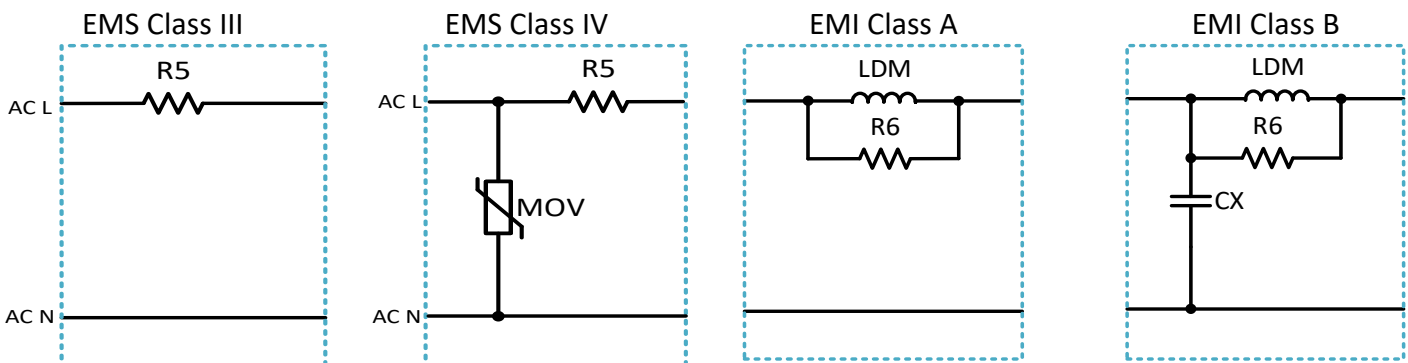 EMS Class III
EMS Class IV
EMI Class A
EMI Class B
R5
R5
LDM
LDM
AC L
AC L
R6
R6
MOV
CX
AC N
AC N